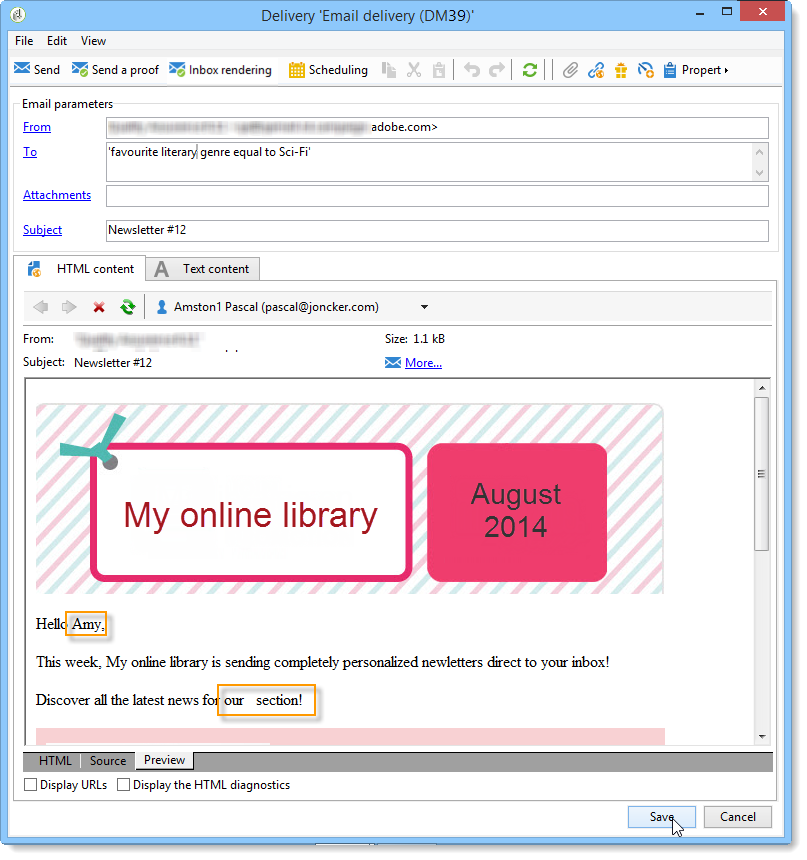 Delivery 'Email delivery (DM39)'
File Edit View
Send Send a proof Inbox rendering Scheduling Propert
Email parameters
From adobe.com>
To 'favourite literary genre equal to Sci-Fi'
Attachments
Subject Newsletter #12
HTML content A Text content
Amston1 Pascal (pascal@joncker.com)
From: Size: 1.1 kB
Subject: Newsletter #12 More...
My online library
August
2014
Hello Amy,
This week, My online library is sending completely personalized newletters direct to your inbox!
Discover all the latest news for our section!
HTML Source Preview
Display URLs Display the HTML diagnostics
Save Cancel